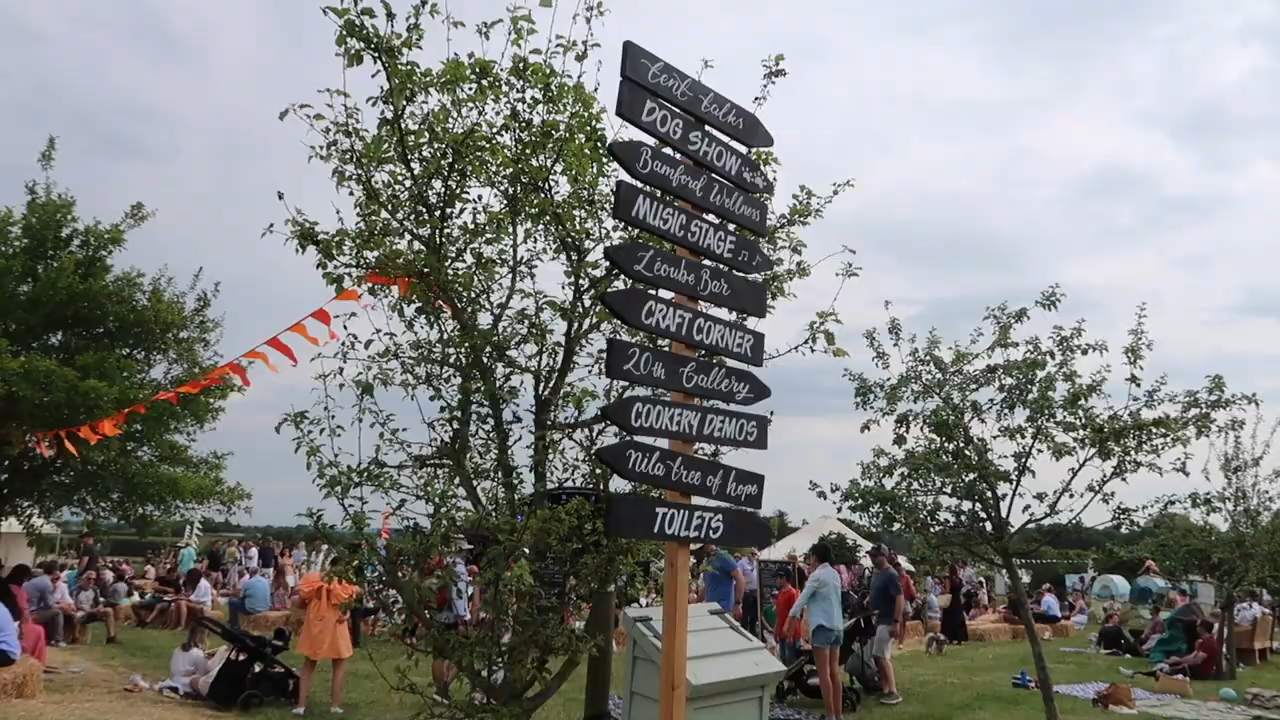 tent talks
DOG SHOW
Bamford Wellness
MUSIC STAGE
Léoube Bar
CRAFT CORNER
20th Gallery
COOKERY DEMOS
Nila tree of hope
TOILETS